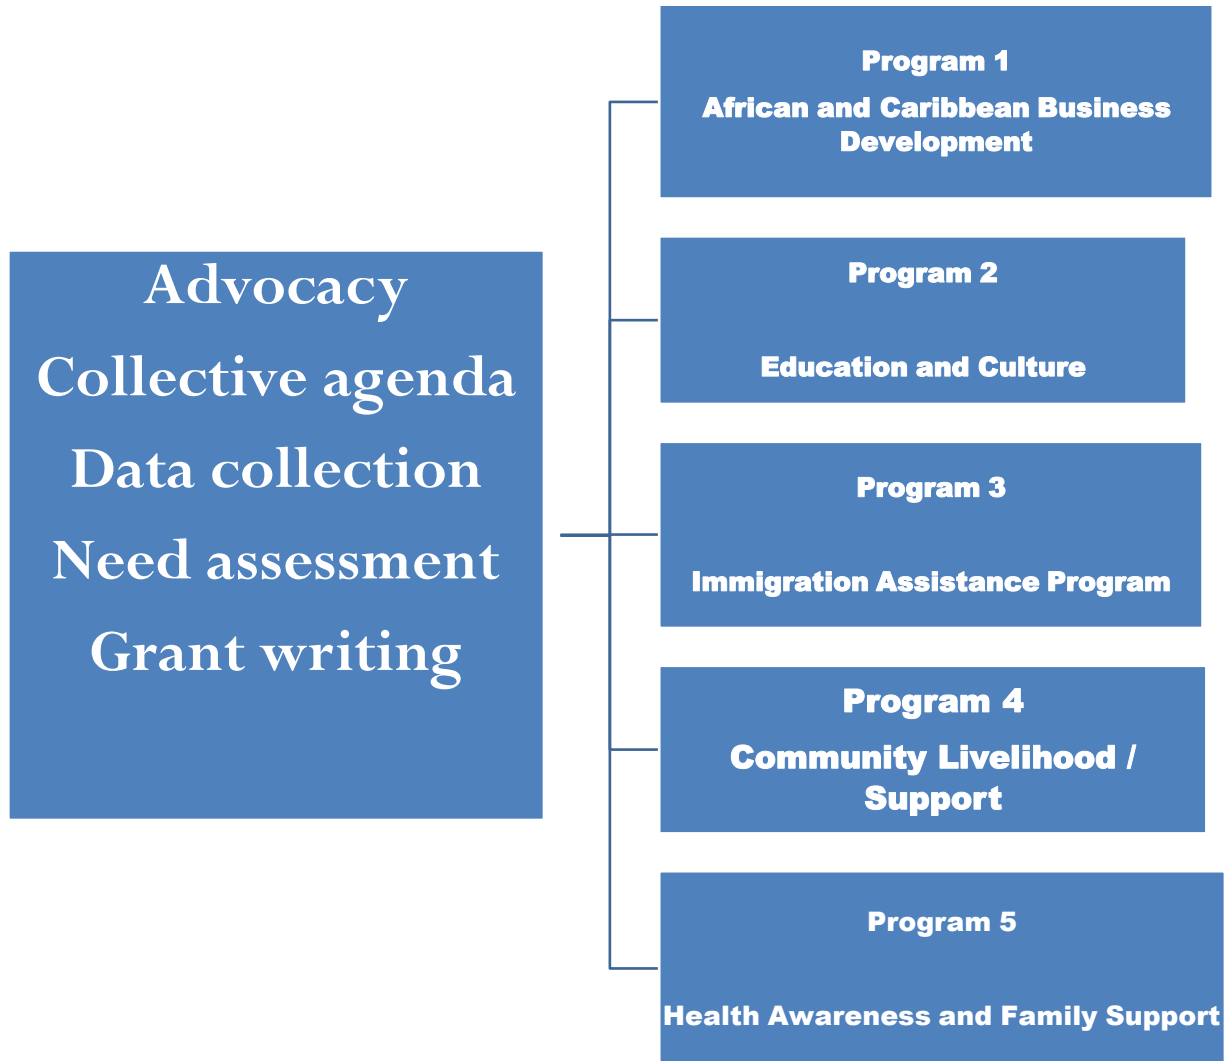 Advocacy
Collective agenda
Data collection
Need assessment
Grant writing
Program 1
African and Caribbean Business
Development
Program 2
Education and Culture
Program 3
Immigration Assistance Program
Program 4
Community Livelihood /
Support
Program 5
Health Awareness and Family Support